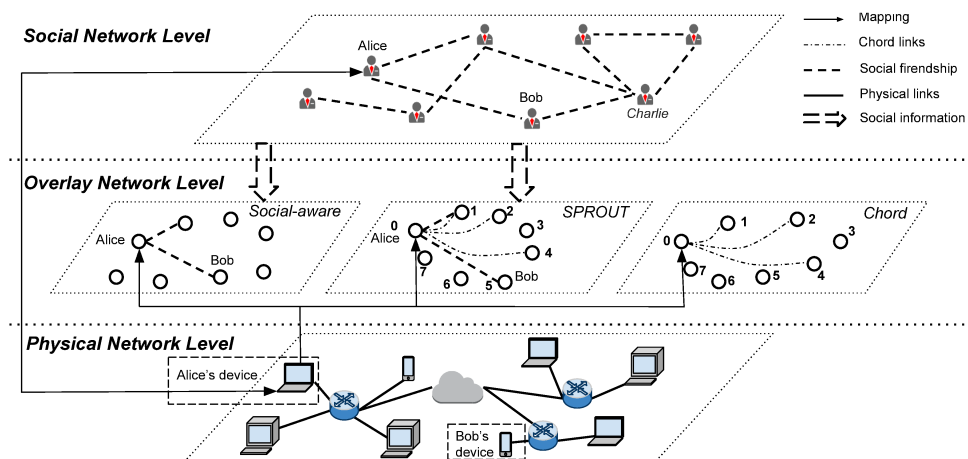 Social Network Level
Alice
Bob
Charlie
Mapping
Chord links
Social firendship
Physical links
Social information
Overlay Network Level
Social-aware
Alice
Bob
SPROUT
0
Alice
1
2
3
4
Bob
5
6
7
Chord
0
1
2
3
4
5
6
7
Physical Network Level
Alice's device
Bob's
device